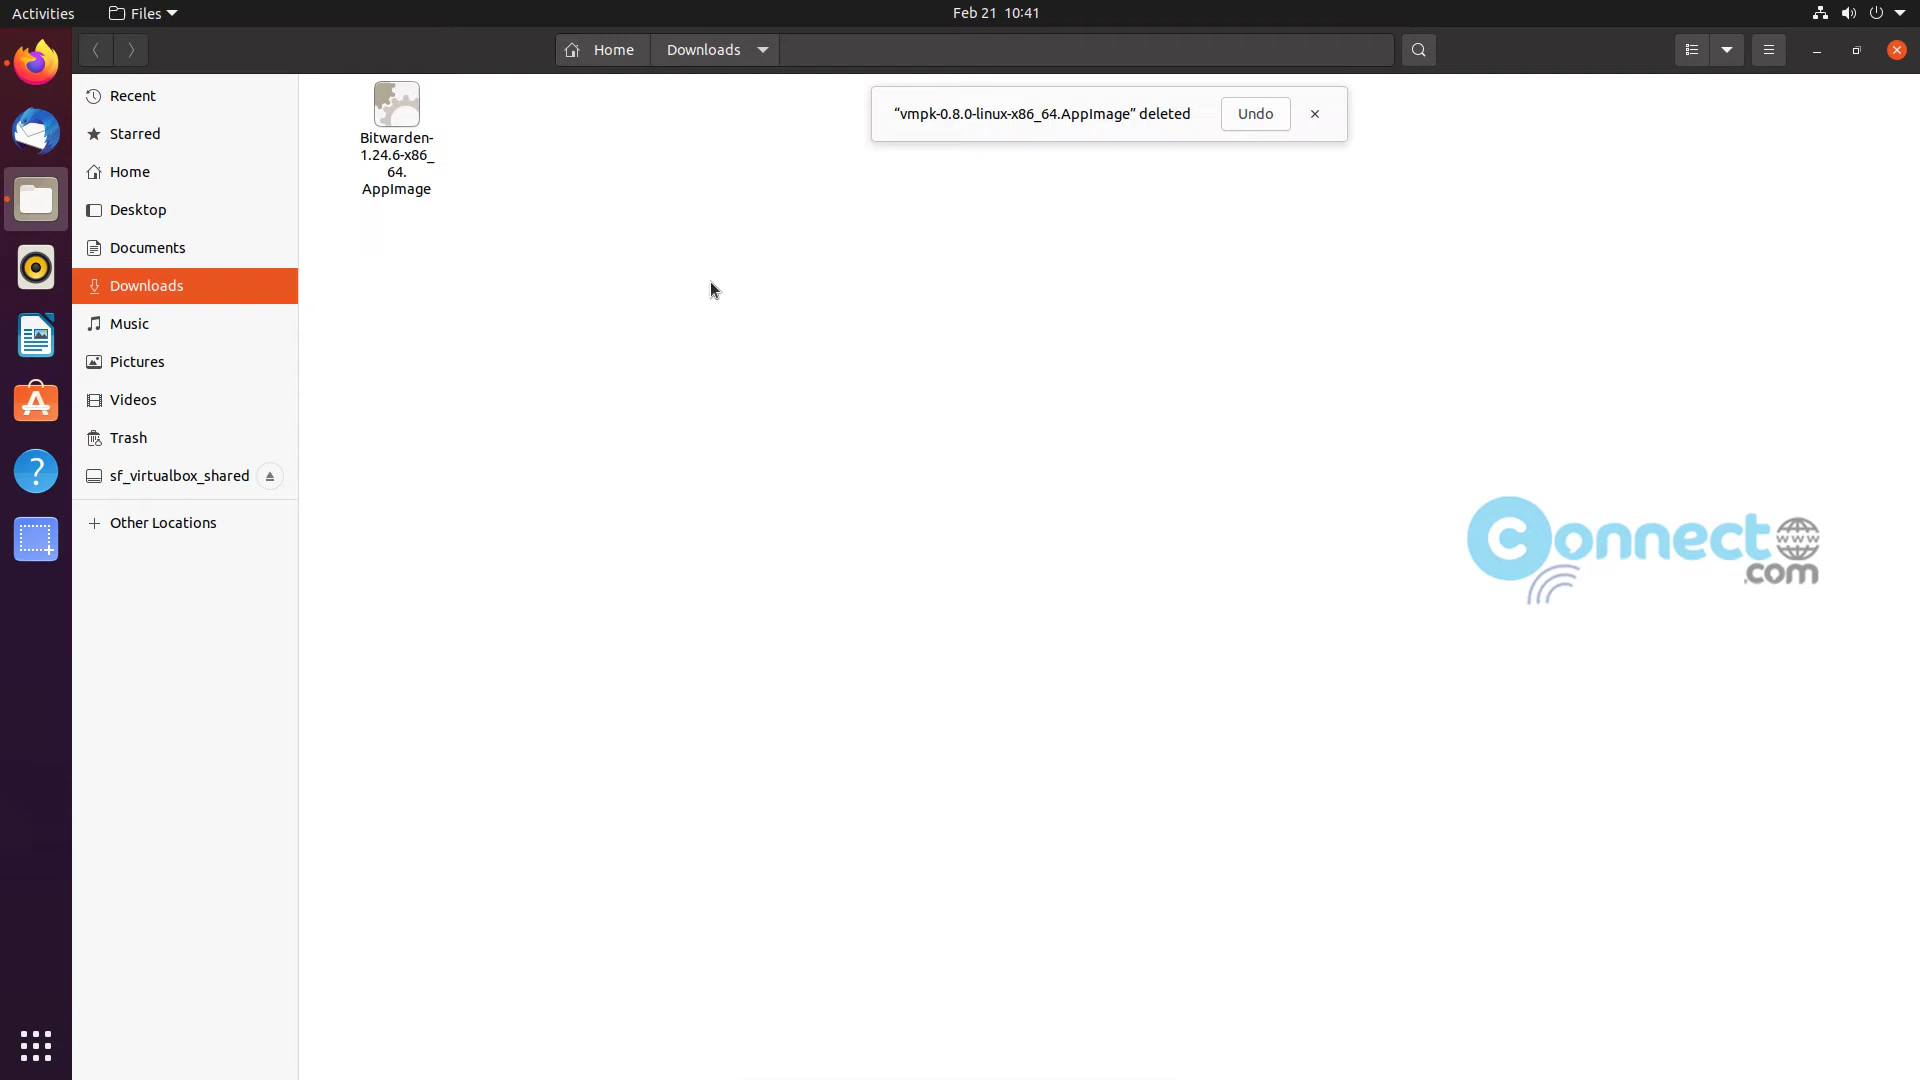 Activities
Files
Feb 21 10:41
Home
Downloads
Recent
Starred
Home
Desktop
Documents
Downloads
Music
Pictures
Videos
Trash
sf_virtualbox_shared
Other Locations
Bitwarden-
1.24.6-x86_
64.
AppImage
“vmpk-0.8.0-linux-x86_64.AppImage” deleted
Undo
Connect
www
.com